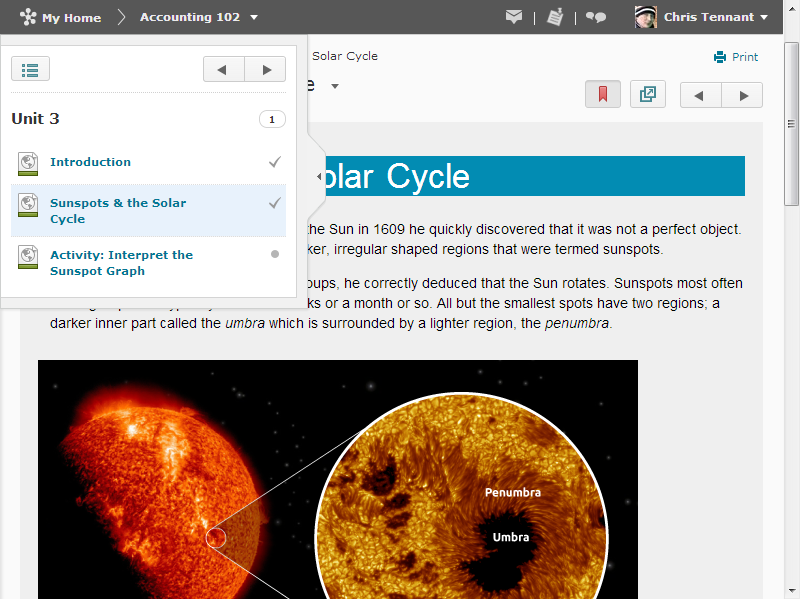 My Home
Accounting 102
Chris Tennant
Solar Cycle
Print
e
Unit 3
1
Introduction
Sunspots & the Solar
Cycle
Activity: Interpret the
Sunspot Graph
olar Cycle
the Sun in 1609 he quickly discovered that it was not a perfect object.
ker, irregular shaped regions that were termed sunspots.
oups, he correctly deduced that the Sun rotates. Sunspots most often
ks or a month or so. All but the smallest spots have two regions; a
darker inner part called the umbra which is surrounded by a lighter region, the penumbra.
Penumbra
Umbra